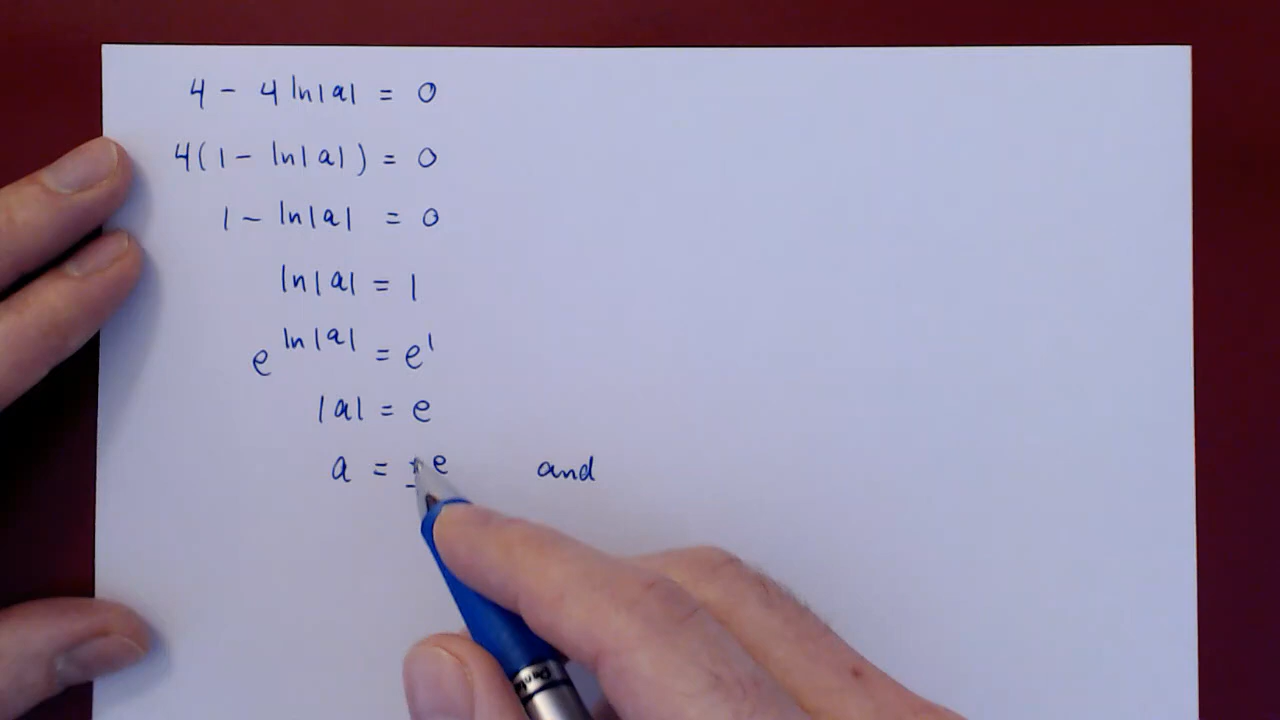 4 - 4 ln|a| = 0
4(1 - ln|a|) = 0
1 - ln|a| = 0
ln|a| = 1
e^{ln|a|} = e^1
|a| = e
a = ±e and